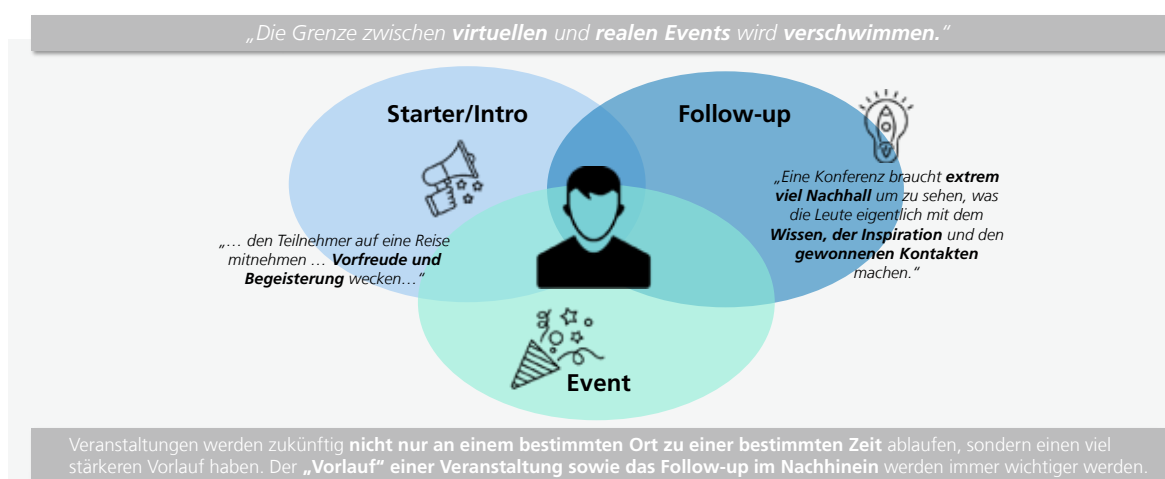 „Die Grenze zwischen virtuellen und realen Events wird verschwimmen.“
Starter/Intro
Follow-up
„Eine Konferenz braucht extrem
viel Nachhall um zu sehen, was
die Leute eigentlich mit dem
Wissen, der Inspiration und den
gewonnenen Kontakten
machen.“
„… den Teilnehmer auf eine Reise
mitnehmen … Vorfreude und
Begeisterung wecken…“
Event
Veranstaltungen werden zukünftig nicht nur an einem bestimmten Ort zu einer bestimmten Zeit ablaufen, sondern einen viel
stärkeren Vorlauf haben. Der „Vorlauf“ einer Veranstaltung sowie das Follow-up im Nachhinein werden immer wichtiger werden.